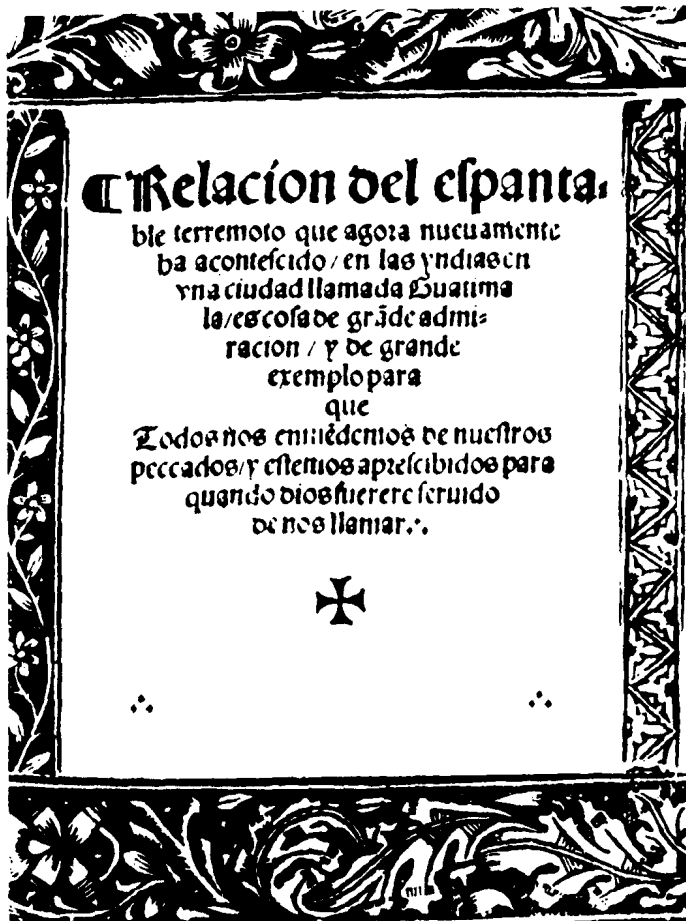 ¶Relacion del espanta-
ble terremoto que agora nueuamente
ha acontescido/en las yndias en
vna ciudad llamada Guatima
la/es cosa de grãde admi-
racion/y de grande
exemplo para
que
Todos nos enmẽdemos de nuestros
peccados/y estemos aprescibidos para
quando dios fuere seruido
de nos llamar.